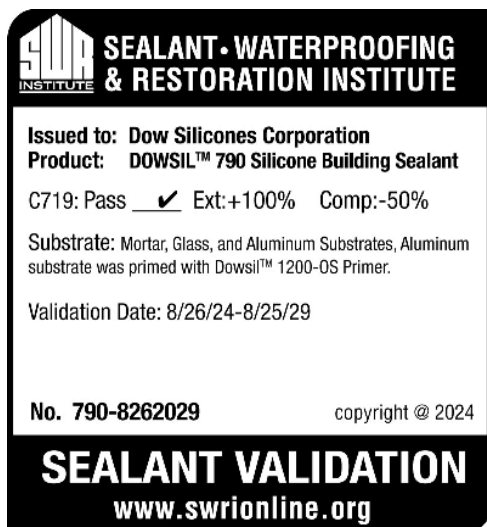 SWR
INSTITUTE
SEALANT • WATERPROOFING
& RESTORATION INSTITUTE
Issued to: Dow Silicones Corporation
Product: DOWSIL™ 790 Silicone Building Sealant
C719: Pass ✔ Ext:+100% Comp:-50%
Substrate: Mortar, Glass, and Aluminum Substrates, Aluminum
substrate was primed with Dowsil™ 1200-OS Primer.
Validation Date: 8/26/24-8/25/29
No. 790-8262029
copyright @ 2024
SEALANT VALIDATION
www.swrionline.org